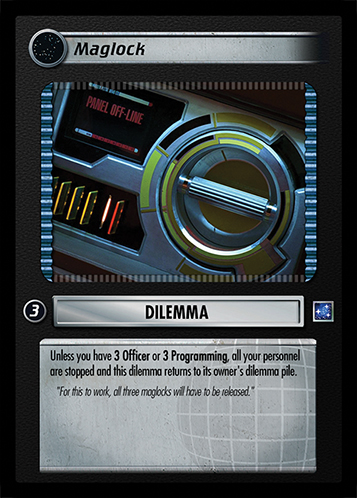 Maglock
PANEL OFF-LINE
3
DILEMMA
Unless you have 3 Officer or 3 Programming, all your personnel
are stopped and this dilemma returns to its owner's dilemma pile.
"For this to work, all three maglocks will have to be released."